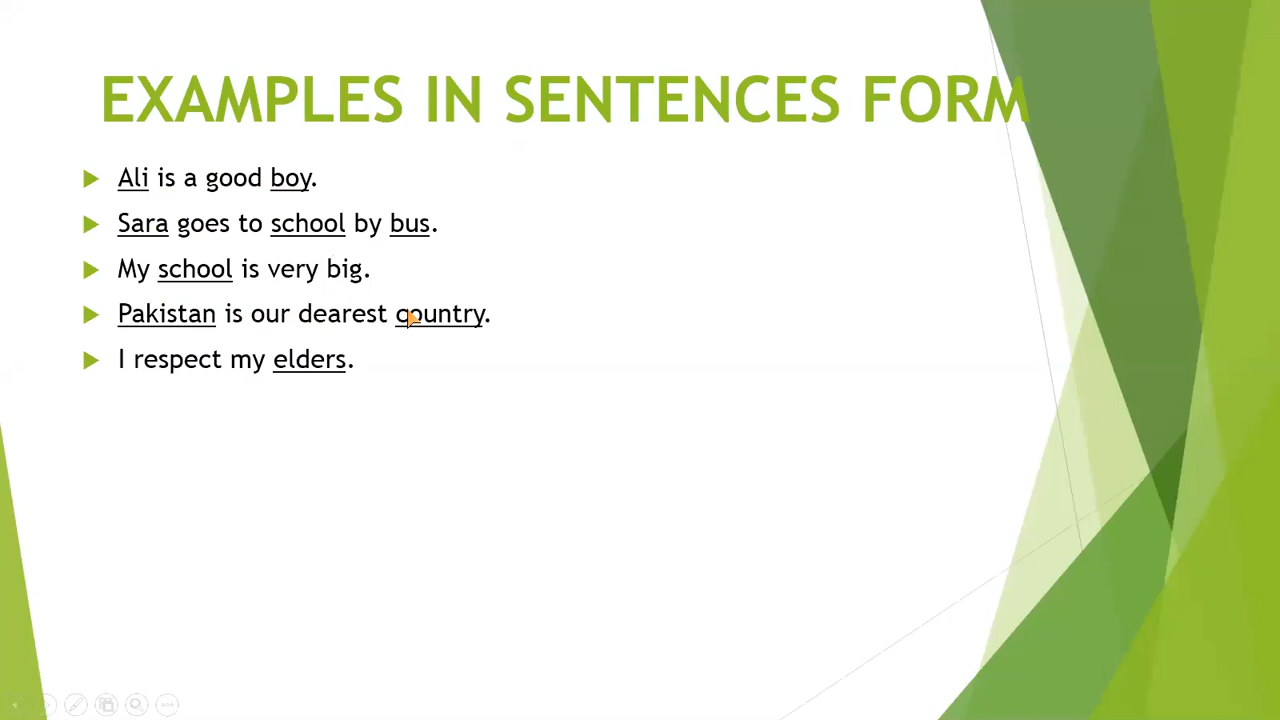 EXAMPLES IN SENTENCES FORM
Ali is a good boy.
Sara goes to school by bus.
My school is very big.
Pakistan is our dearest country.
I respect my elders.